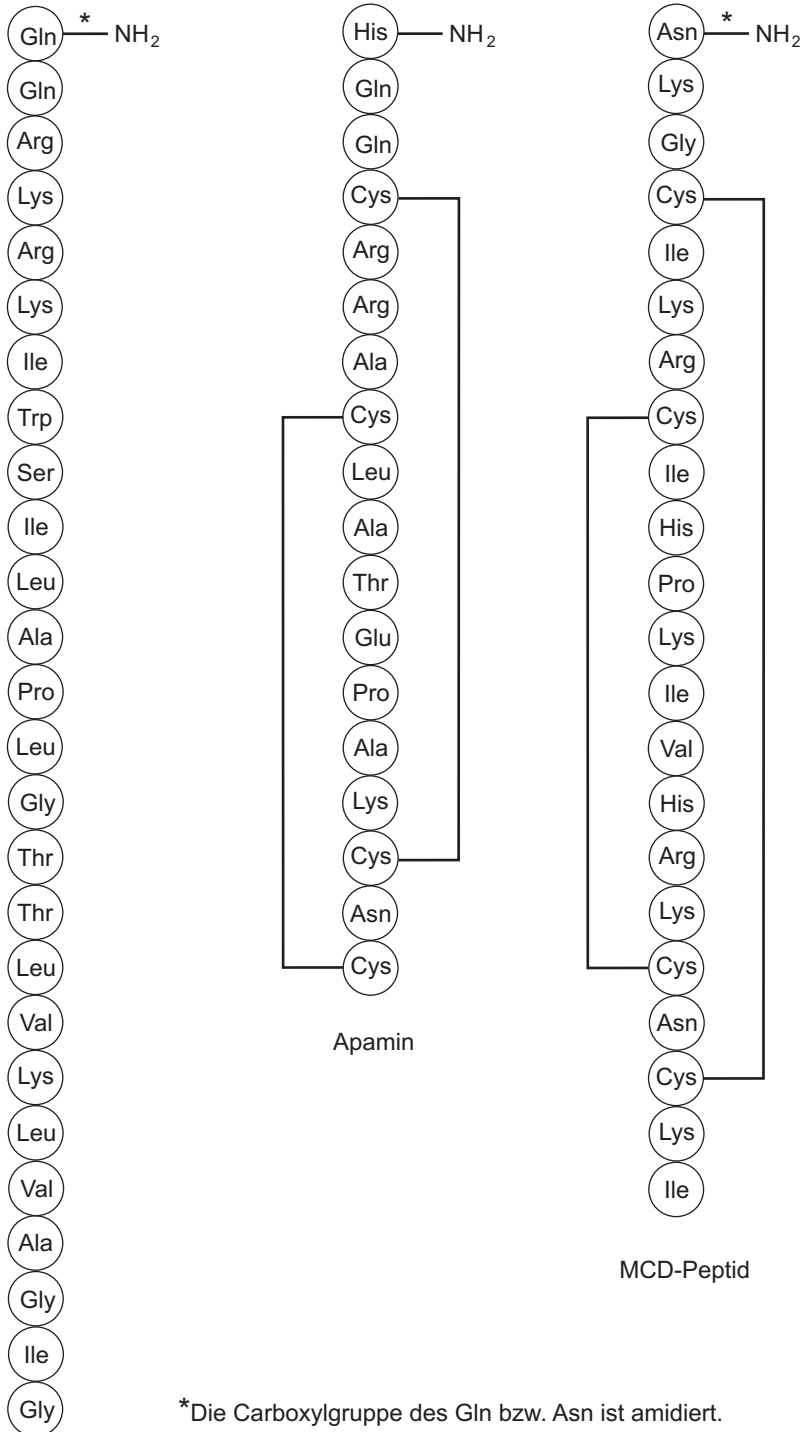 Gln * NH2
Gln
Arg
Lys
Arg
Lys
Ile
Trp
Ser
Ile
Leu
Ala
Pro
Leu
Gly
Thr
Thr
Leu
Val
Lys
Leu
Val
Ala
Gly
Ile
Gly
His NH2
Gln
Gln
Cys
Arg
Arg
Ala
Cys
Leu
Ala
Thr
Glu
Pro
Ala
Lys
Cys
Asn
Cys
Apamin
Asn * NH2
Lys
Gly
Cys
Ile
Lys
Arg
Cys
Ile
His
Pro
Lys
Ile
Val
His
Arg
Lys
Cys
Asn
Cys
Lys
Ile
MCD-Peptid
*Die Carboxylgruppe des Gln bzw. Asn ist amidiert.